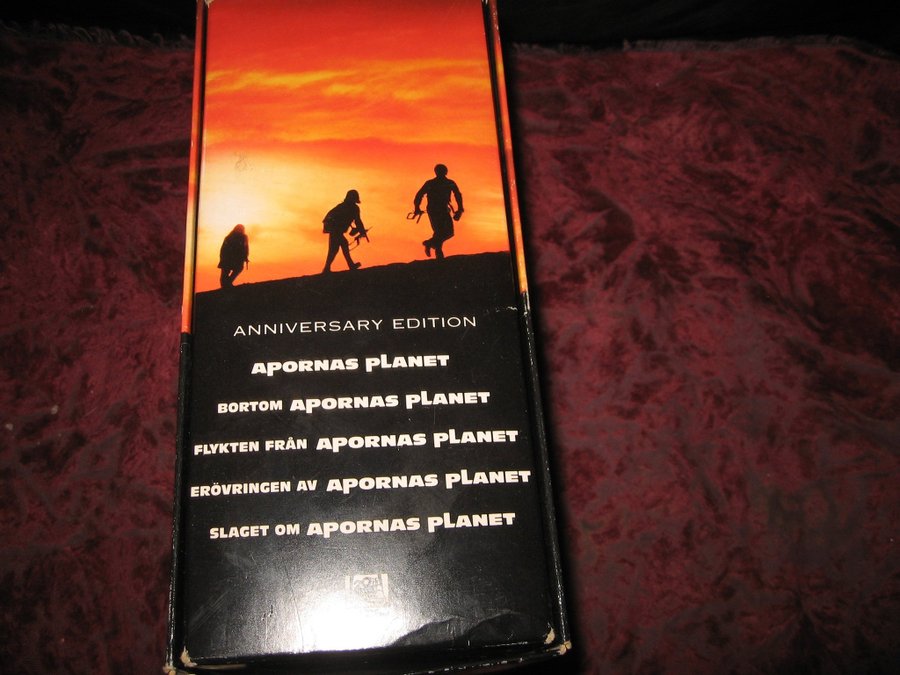 ANNIVERSARY EDITION
APORNAS PLANET
BORTOM APORNAS PLANET
FLYKTEN FRÅN APORNAS PLANET
ERÖVRINGEN AV APORNAS PLANET
SLAGET OM APORNAS PLANET